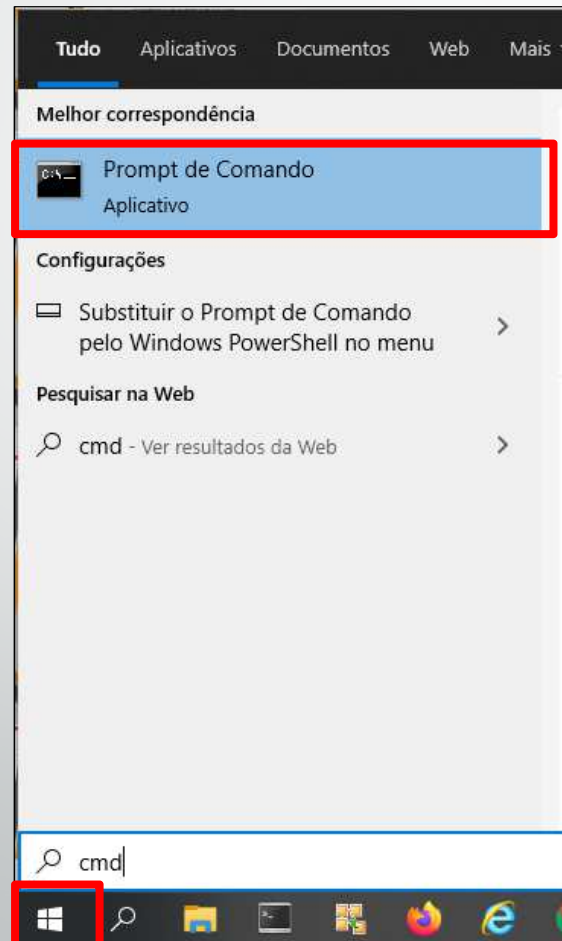 Tudo Aplicativos Documentos Web Mais
Melhor correspondência
Prompt de Comando
Aplicativo
Configurações
Substituir o Prompt de Comando
pelo Windows PowerShell no menu
Pesquisar na Web
cmd - Ver resultados da Web
cmd